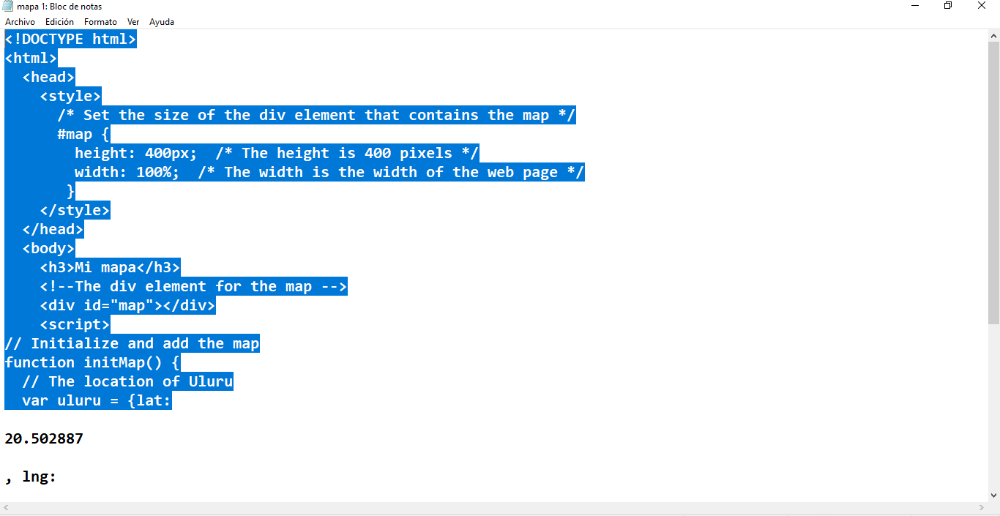 mapa 1: Bloc de notas
Archivo Edición Formato Ver Ayuda
<!DOCTYPE html>
<html>
  <head>
    <style>
      /* Set the size of the div element that contains the map */
      #map {
        height: 400px;  /* The height is 400 pixels */
        width: 100%;  /* The width is the width of the web page */
       }
    </style>
  </head>
  <body>
    <h3>Mi mapa</h3>
    <!--The div element for the map -->
    <div id="map"></div>
    <script>
// Initialize and add the map
function initMap() {
  // The location of Uluru
  var uluru = {lat:
20.502887
, lng: